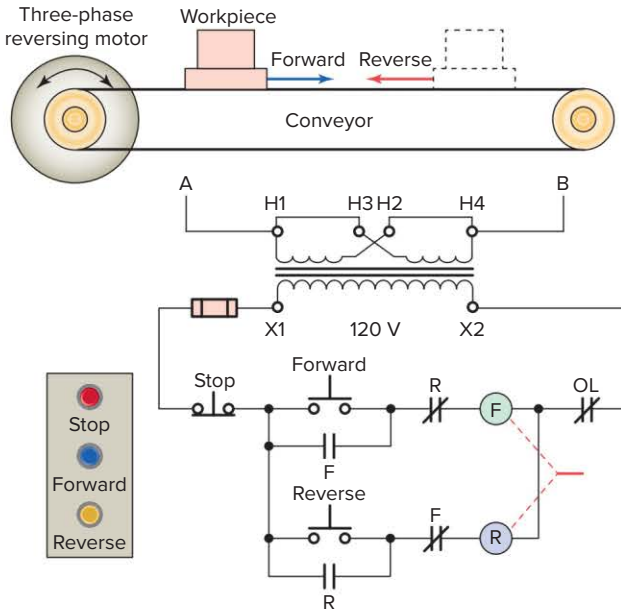 Three-phase
reversing motor
Workpiece
Forward
Reverse
Conveyor
A
B
H1
H3
H2
H4
X1
120 V
X2
Forward
Stop
R
F
OL
F
Reverse
F
R
R
Stop
Forward
Reverse